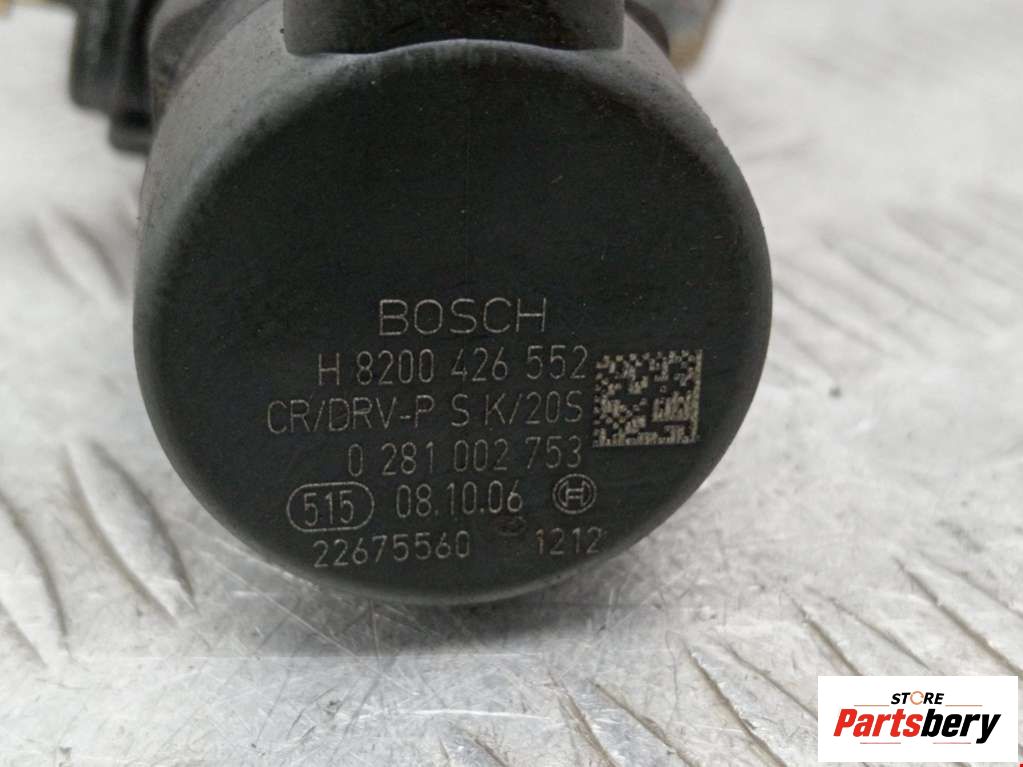 BOSCH
H 8200 426 552
CR/DRV-P S K/20S
0 281 002 753
515 08.10.06
22675560 1212
STORE
Partsbery